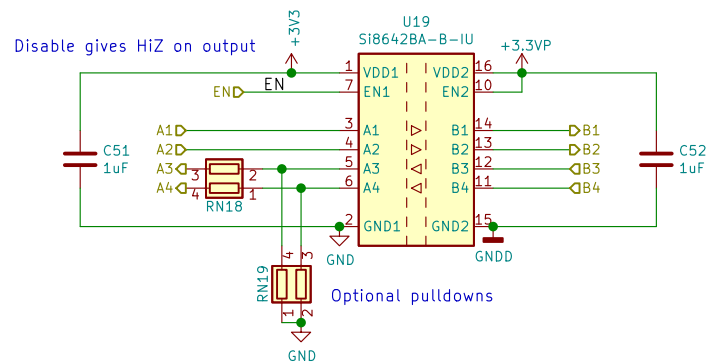 U19
Si8642BA-B-IU
Disable gives HiZ on output
+3V3
+3.3VP
1 VDD1 VDD2 16
EN EN 7 EN1 EN2 10
A1 3 A1 B1 14 B1
A2 4 A2 B2 13 B2
A3 3 2 5 A3 B3 12 B3
A4 4 1 6 A4 B4 11 B4
RN18
C51
1uF
C52
1uF
2 GND1 GND2 15
GND
GNDD
4 3
RN19
Optional pulldowns
1 2
GND